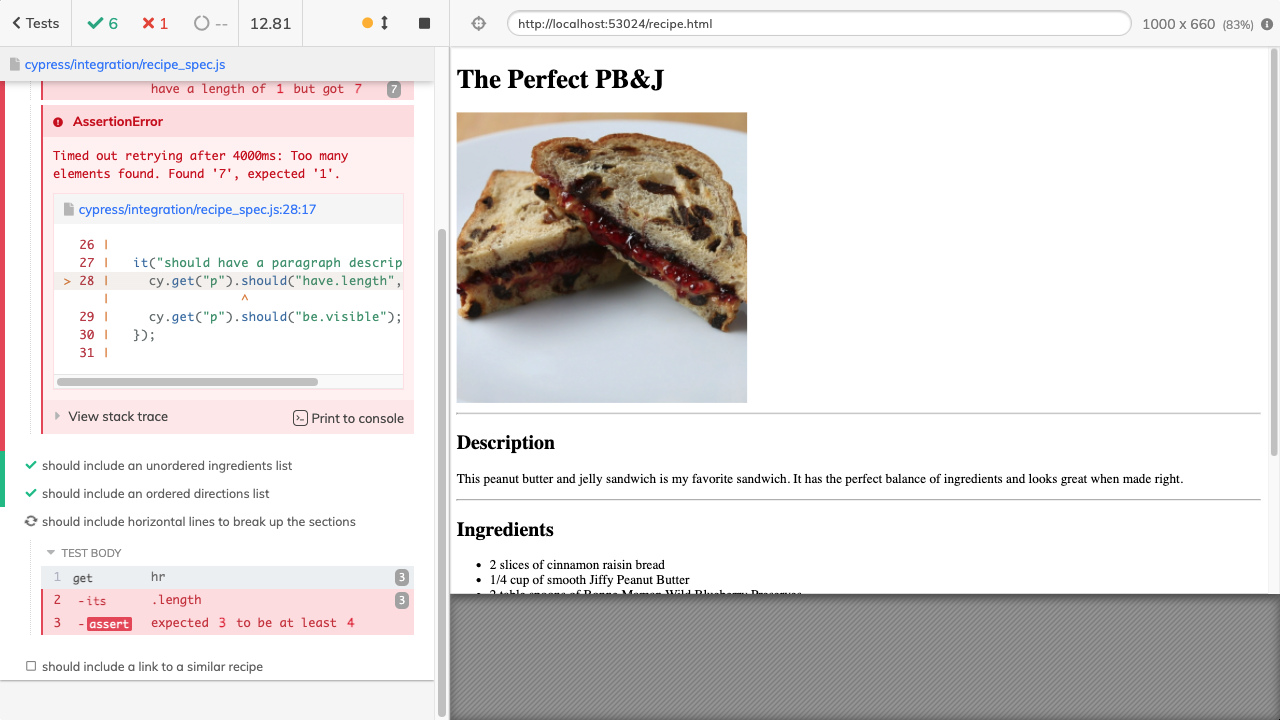 Tests
6
1
--
12.81
http://localhost:53024/recipe.html
1000 x 660 (83%)
cypress/integration/recipe_spec.js
have a length of 1 but got 7
7
AssertionError
Timed out retrying after 4000ms: Too many
elements found. Found '7', expected '1'.
cypress/integration/recipe_spec.js:28:17
26 |
27 | it("should have a paragraph descrip
> 28 | cy.get("p").should("have.length",
| ^
29 | cy.get("p").should("be.visible");
30 | });
31 |
View stack trace
Print to console
should include an unordered ingredients list
should include an ordered directions list
should include horizontal lines to break up the sections
TEST BODY
1 get hr 3
2 -its .length 3
3 -assert expected 3 to be at least 4
should include a link to a similar recipe
The Perfect PB&J
Description
This peanut butter and jelly sandwich is my favorite sandwich. It has the perfect balance of ingredients and looks great when made right.
Ingredients
• 2 slices of cinnamon raisin bread
• 1/4 cup of smooth Jiffy Peanut Butter